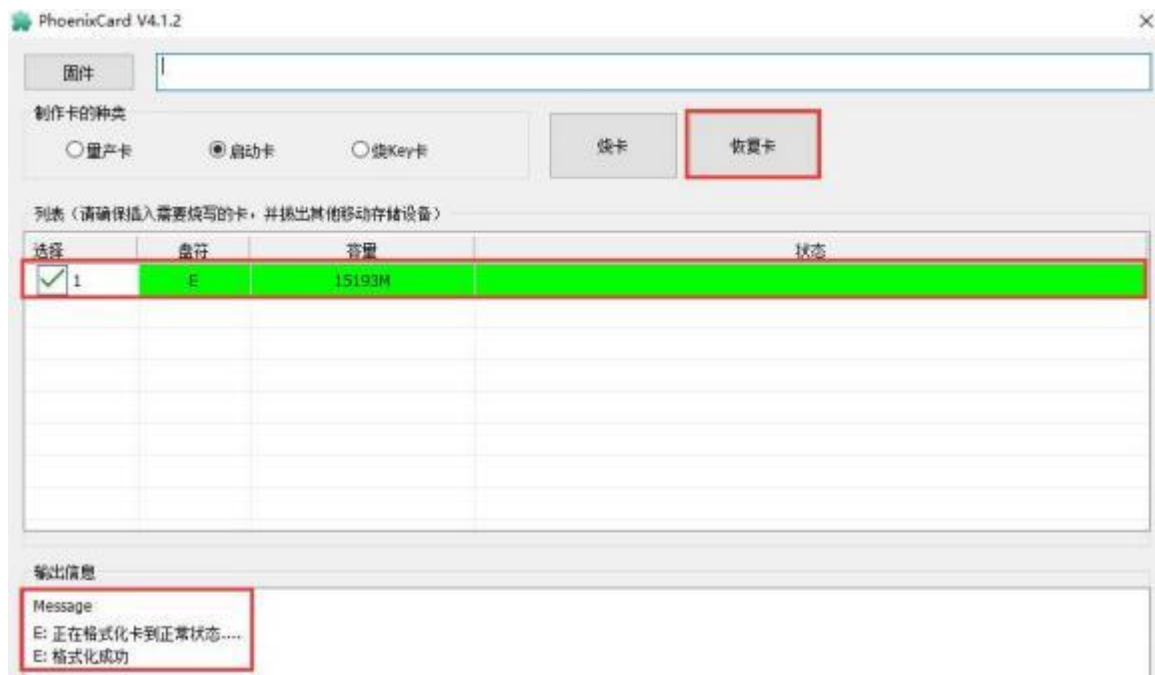 PhoenixCard V4.1.2
固件
制作卡的种类
量产卡 启动卡 烧Key卡 烧卡 恢复卡
列表（请确保插入需要烧写的卡，并拔出其他移动存储设备）
选择 盘符 容量 状态
1 E 15193M
输出信息
Message
E: 正在格式化卡到正常状态....
E: 格式化成功